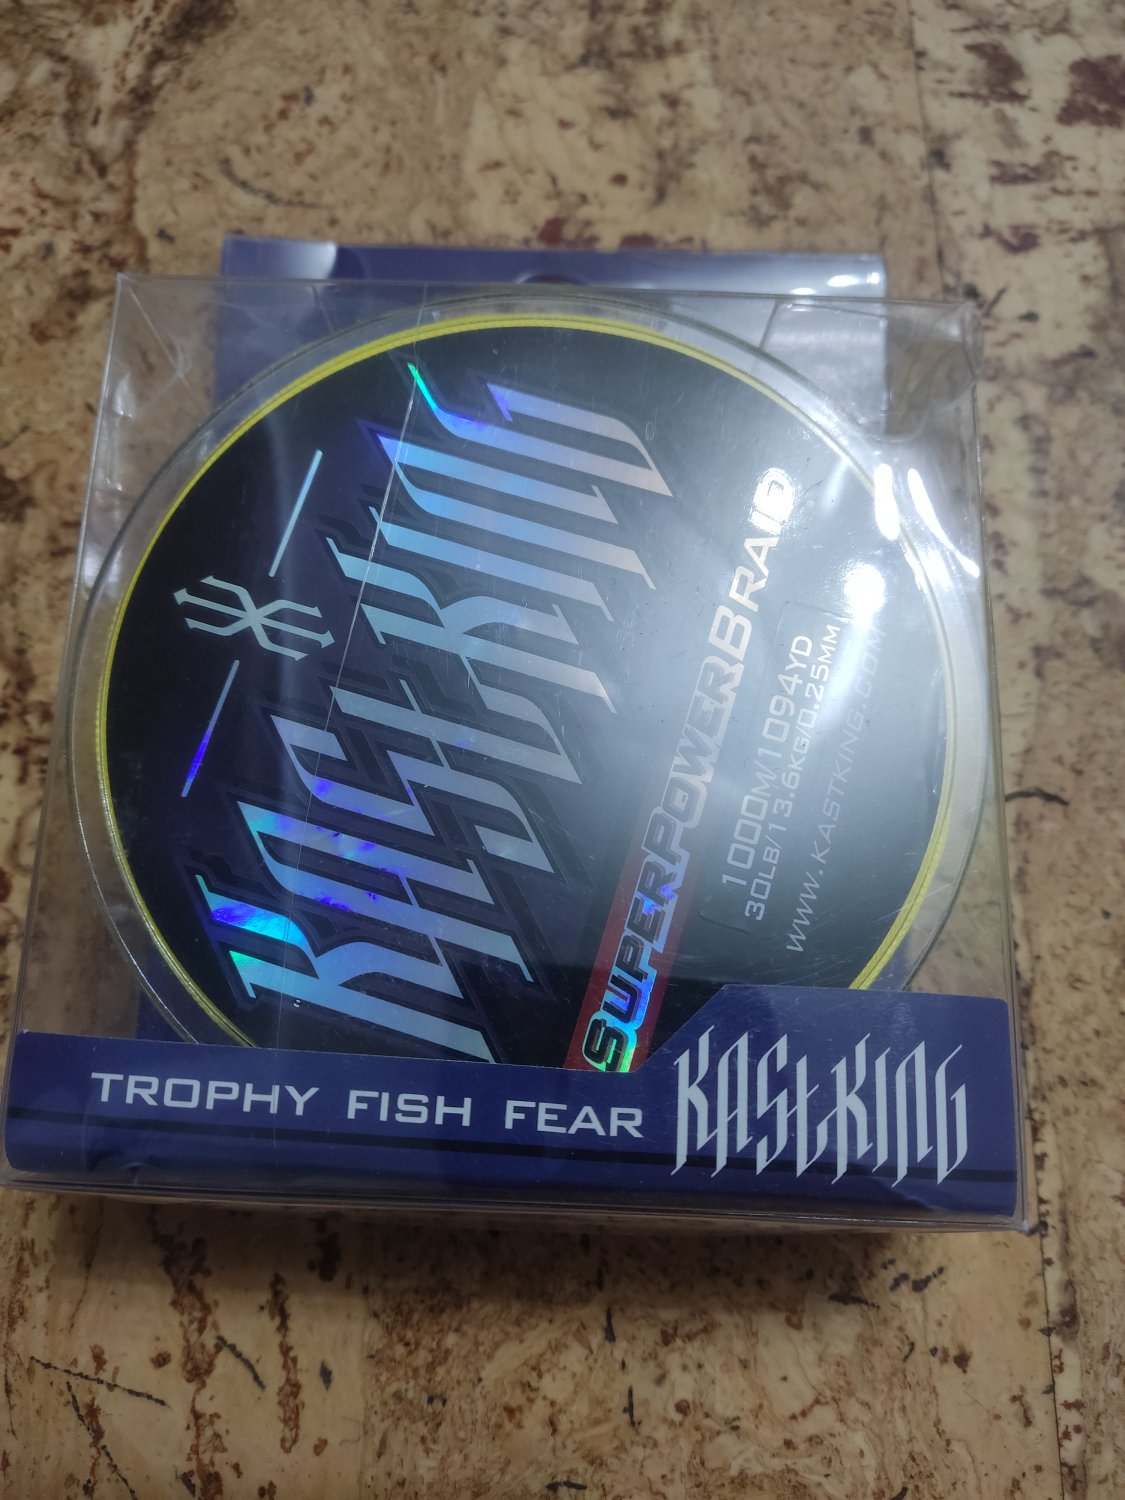 KASTKING
SUPERPOWERBRAID
1000M/1094YD
30LB/13.6KG/0.25MM
WWW.KASTKING.COM
TROPHY FISH FEAR
KASTKING